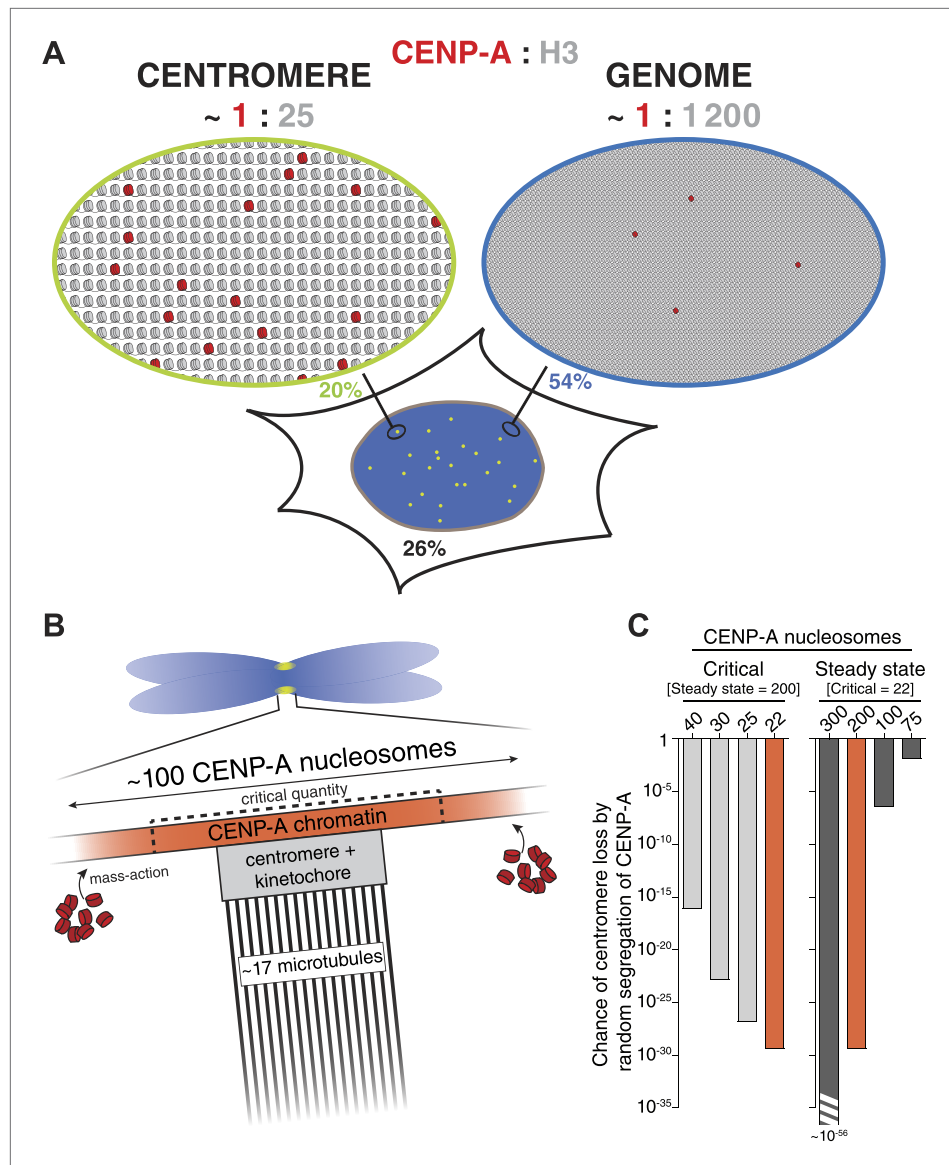 A
CENP-A : H3
CENTROMERE
~ 1 : 25
GENOME
~ 1 : 1 200
20%
54%
26%
B
~100 CENP-A nucleosomes
critical quantity
CENP-A chromatin
centromere +
kinetochore
mass-action
~17 microtubules
C
CENP-A nucleosomes
Critical
[Steady state = 200]
Steady state
[Critical = 22]
40 30 25 22
300 200 100 75
Chance of centromere loss by
random segregation of CENP-A
1
10-5
10-10
10-15
10-20
10-25
10-30
10-35
~10-56